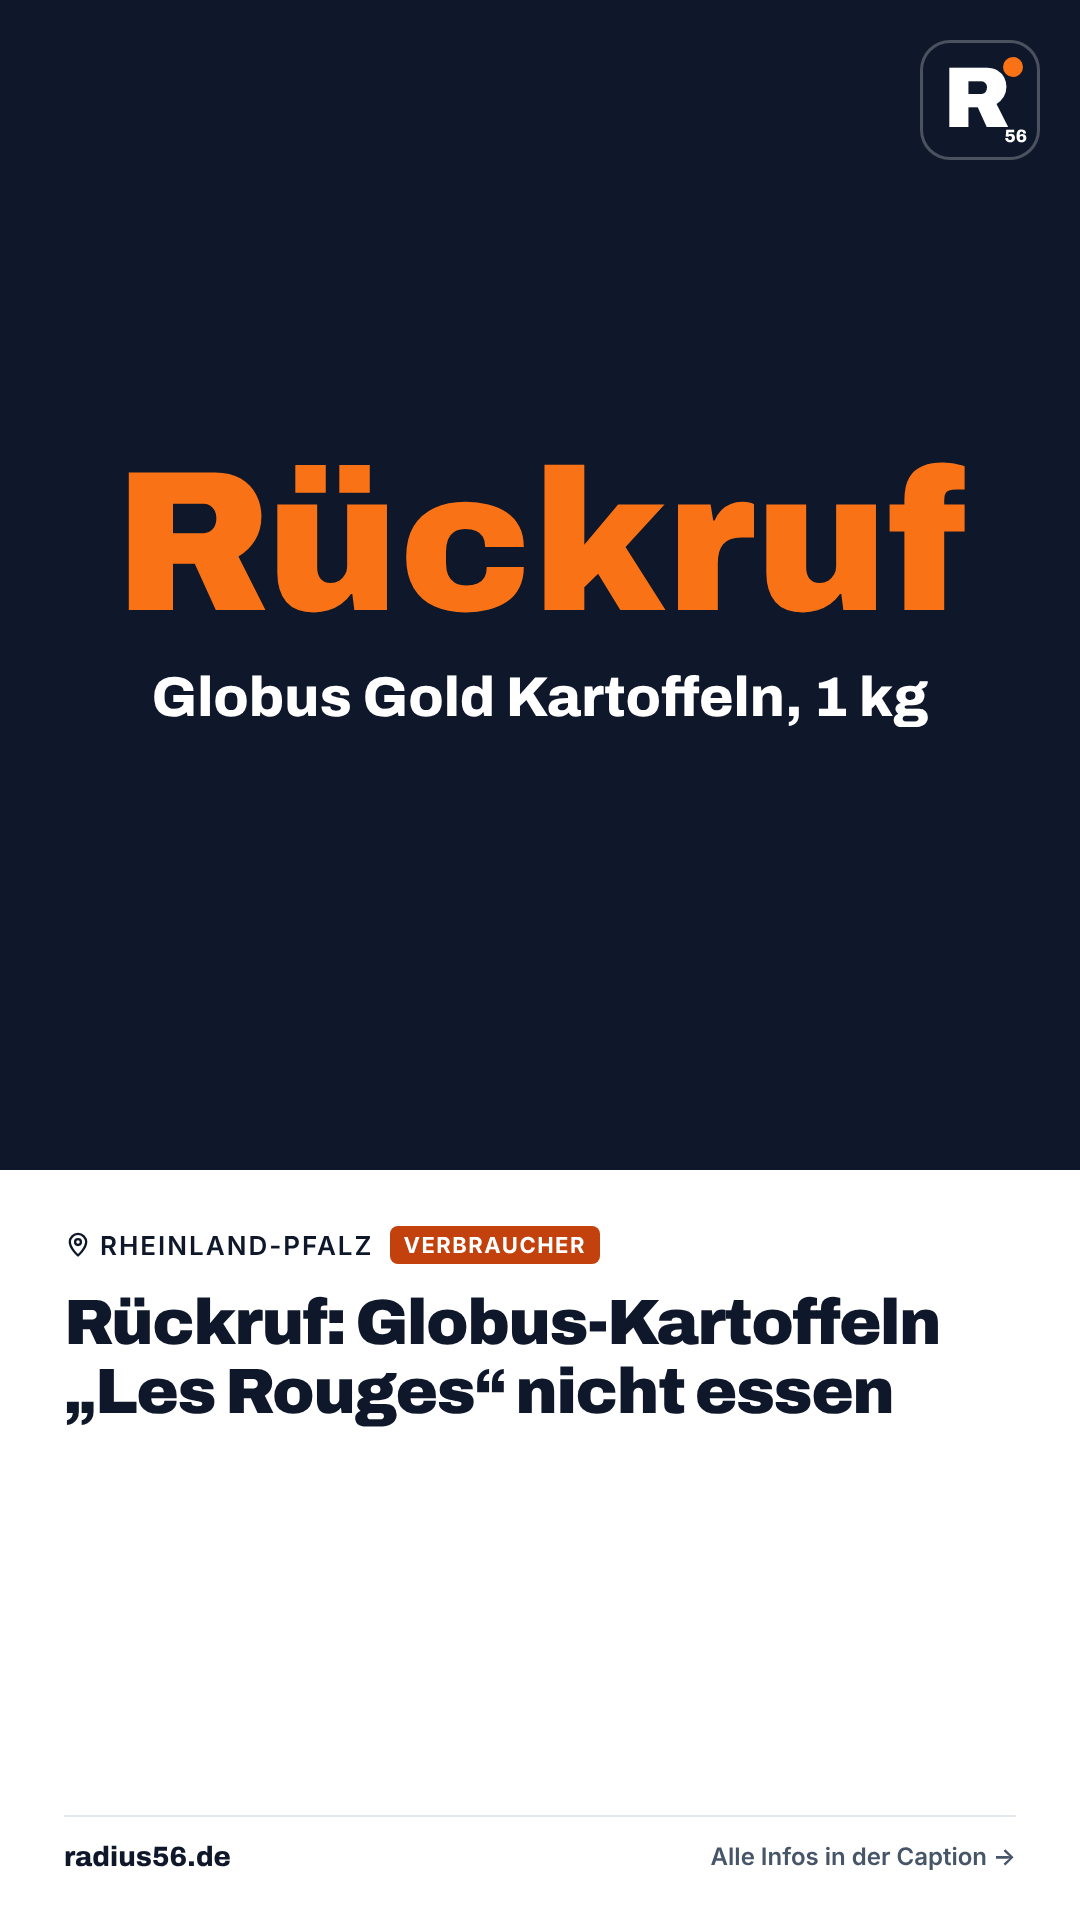 R
56
Rückruf
Globus Gold Kartoffeln, 1 kg
RHEINLAND-PFALZ VERBRAUCHER
Rückruf: Globus-Kartoffeln
„Les Rouges“ nicht essen
radius56.de Alle Infos in der Caption →